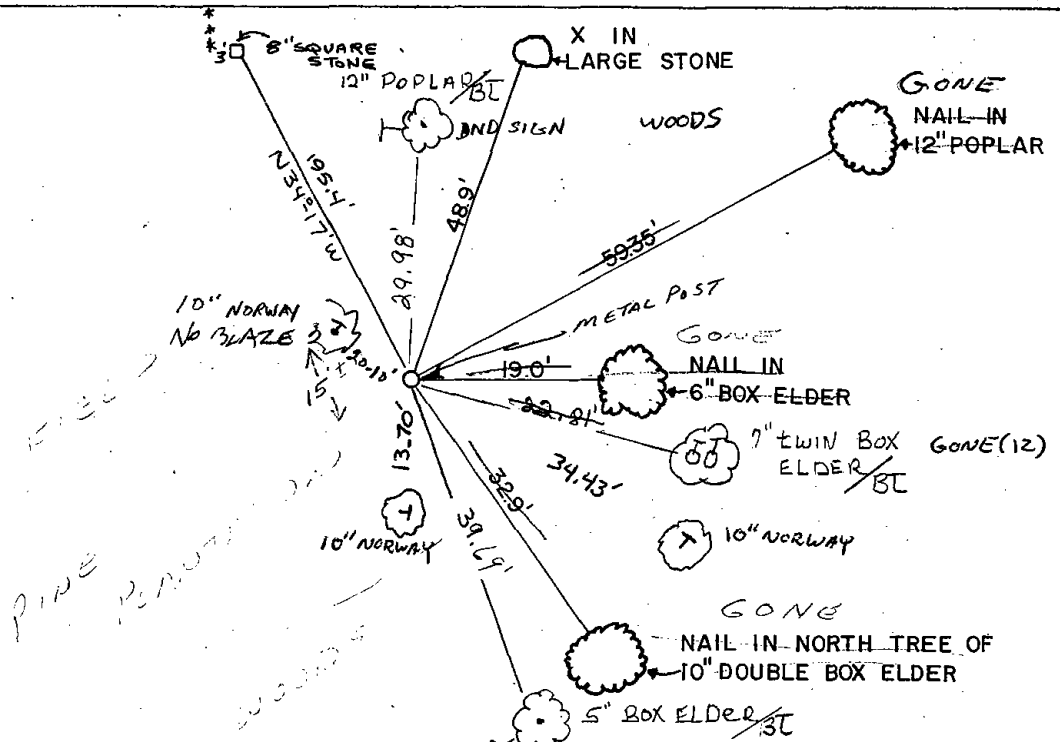 * 3'
8" SQUARE
STONE
X IN
LARGE STONE
12" POPLAR/BT
BND SIGN
WOODS
GONE
NAIL IN
12" POPLAR
195.4'
N34°17'W
29.98'
48.9'
59.35'
METAL POST
10" NORWAY
NO BLAZE
15'±
20.10'
19.0'
GONE
NAIL IN
6" BOX ELDER
22.81'
7" TWIN BOX
ELDER/BT
GONE(12)
13.70'
34.43'
32.9'
39.69'
10" NORWAY
10" NORWAY
PINE
WOODS
GONE
NAIL IN NORTH TREE OF
10" DOUBLE BOX ELDER
5" BOX ELDER/BT